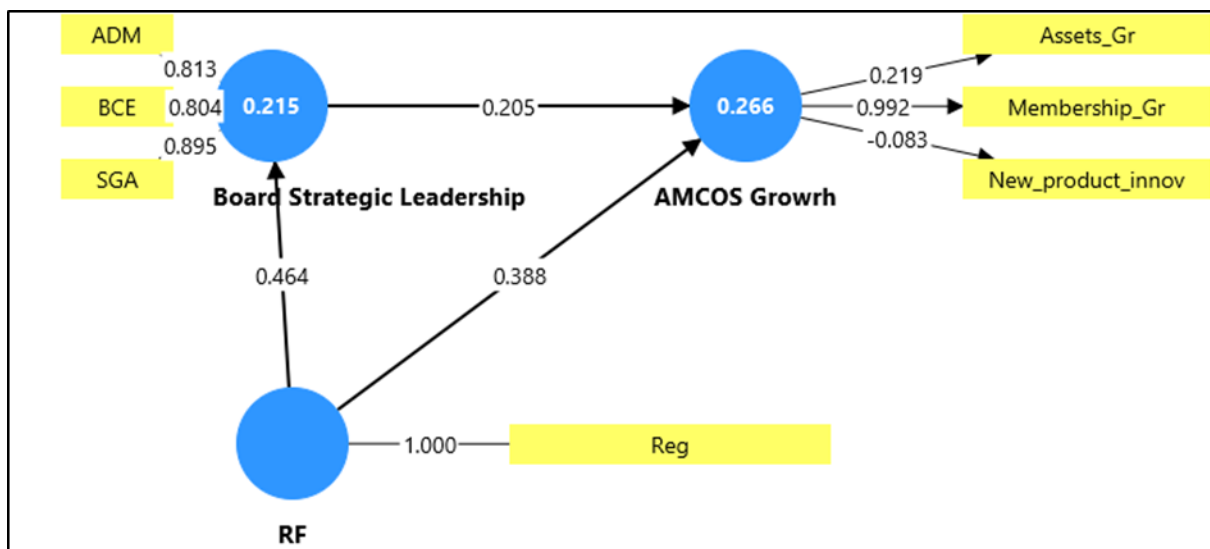 ADM
Assets_Gr
0.813
0.219
BCE
0.804
0.215
0.205
0.266
0.992
Membership_Gr
0.895
-0.083
SGA
New_product_innov
Board Strategic Leadership
AMCOS Growrh
0.464
0.388
1.000
Reg
RF